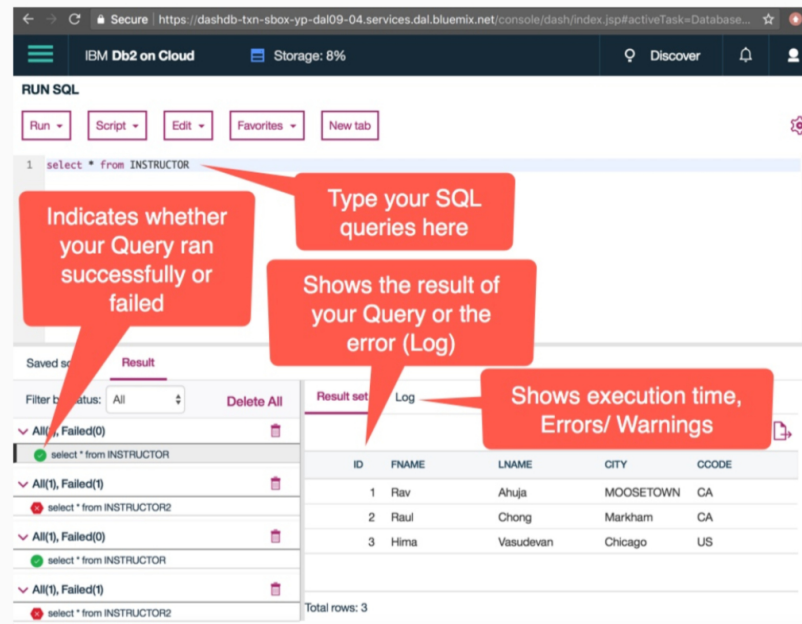 Secure https://dashdb-txn-sbox-yp-dal09-04.services.dal.bluemix.net/console/dash/index.jsp#activeTask=Database...
IBM Db2 on Cloud
Storage: 8%
Discover
RUN SQL
Run
Script
Edit
Favorites
New tab
1 select * from INSTRUCTOR
Type your SQL
queries here
Indicates whether
your Query ran
successfully or
failed
Shows the result of
your Query or the
error (Log)
Shows execution time,
Errors/ Warnings
Saved
Result
Filter by status: All
Delete All
All(1), Failed(0)
select * from INSTRUCTOR
All(1), Failed(1)
select * from INSTRUCTOR2
All(1), Failed(0)
select * from INSTRUCTOR
All(1), Failed(1)
select * from INSTRUCTOR2
Result set
Log
ID FNAME LNAME CITY CCODE
1 Rav Ahuja MOOSETOWN CA
2 Raul Chong Markham CA
3 Hima Vasudevan Chicago US
Total rows: 3